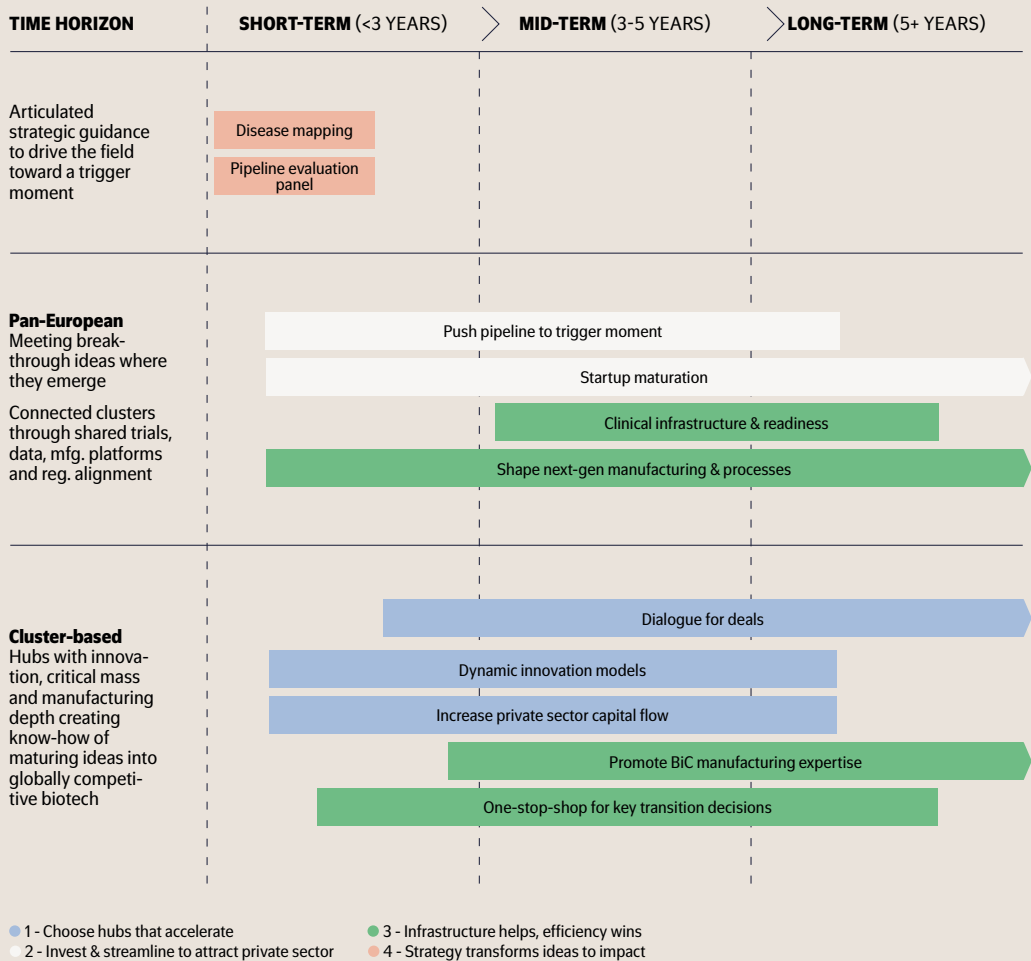 TIME HORIZON
SHORT-TERM (<3 YEARS)
MID-TERM (3-5 YEARS)
LONG-TERM (5+ YEARS)
Articulated
strategic guidance
to drive the field
toward a trigger
moment
Disease mapping
Pipeline evaluation
panel
Pan-European
Meeting break-
through ideas where
they emerge
Connected clusters
through shared trials,
data, mfg. platforms
and reg. alignment
Push pipeline to trigger moment
Startup maturation
Clinical infrastructure & readiness
Shape next-gen manufacturing & processes
Cluster-based
Hubs with innova-
tion, critical mass
and manufacturing
depth creating
know-how of
maturing ideas into
globally competi-
tive biotech
Dialogue for deals
Dynamic innovation models
Increase private sector capital flow
Promote BiC manufacturing expertise
One-stop-shop for key transition decisions
1 - Choose hubs that accelerate
2 - Invest & streamline to attract private sector
3 - Infrastructure helps, efficiency wins
4 - Strategy transforms ideas to impact